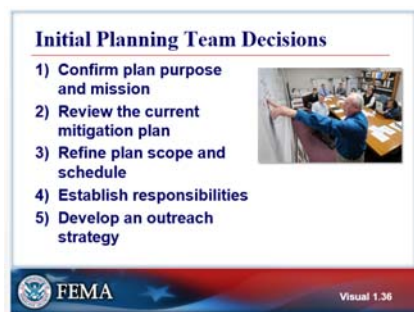 Initial Planning Team Decisions
1) Confirm plan purpose
and mission
2) Review the current
mitigation plan
3) Refine plan scope and
schedule
4) Establish responsibilities
5) Develop an outreach
strategy
FEMA
Visual 1.36